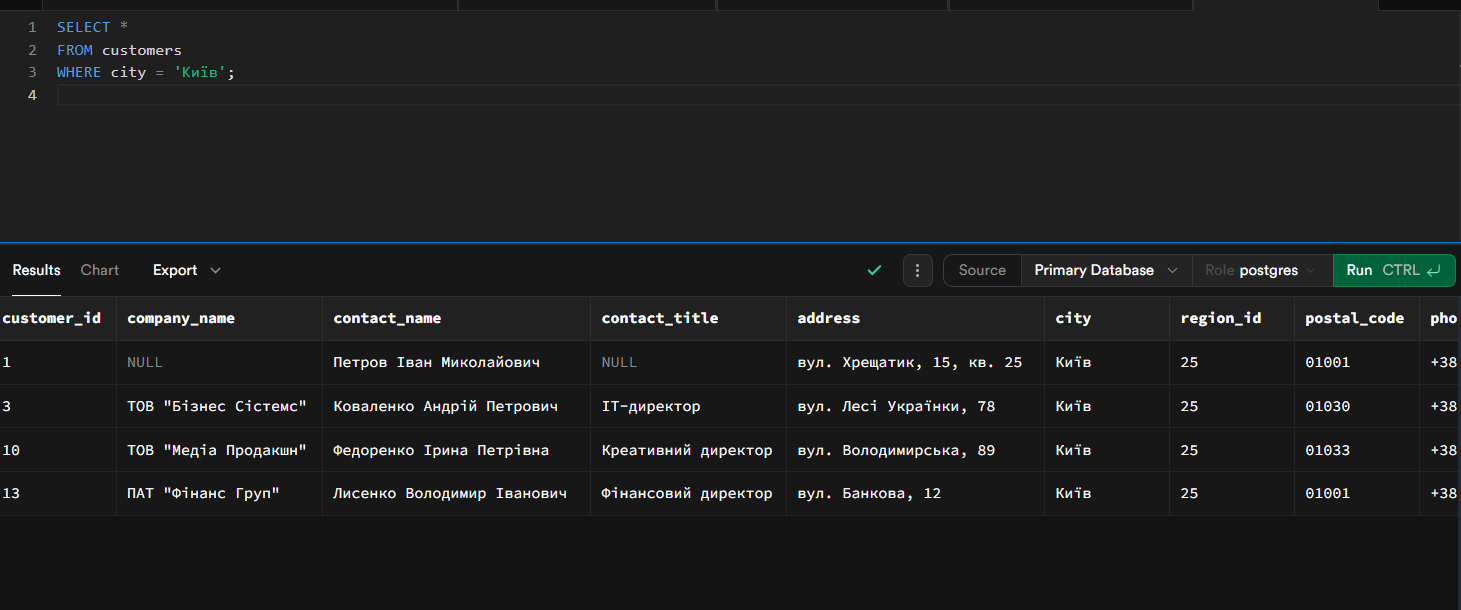 1 SELECT *
2 FROM customers
3 WHERE city = 'Київ';
4
Results Chart Export Source Primary Database Role postgres Run CTRL
customer_id company_name contact_name contact_title address city region_id postal_code pho
1 NULL Петров Іван Миколайович NULL вул. Хрещатик, 15, кв. 25 Київ 25 01001 +38
3 ТОВ "Бізнес Сістемс" Коваленко Андрій Петрович ІТ-директор вул. Лесі Українки, 78 Київ 25 01030 +38
10 ТОВ "Медіа Продакшн" Федоренко Ірина Петрівна Креативний директор вул. Володимирська, 89 Київ 25 01033 +38
13 ПАТ "Фінанс Груп" Лисенко Володимир Іванович Фінансовий директор вул. Банкова, 12 Київ 25 01001 +38